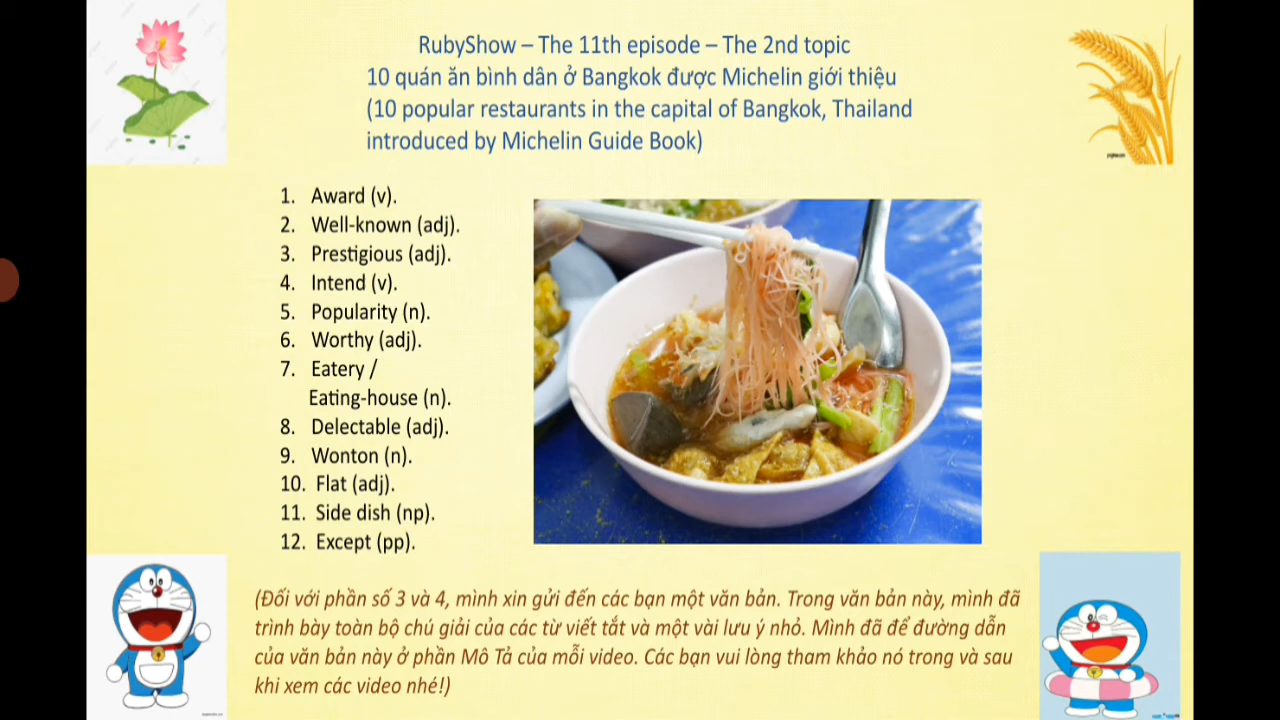 RubyShow – The 11th episode – The 2nd topic
10 quán ăn bình dân ở Bangkok được Michelin giới thiệu
(10 popular restaurants in the capital of Bangkok, Thailand
introduced by Michelin Guide Book)
1. Award (v).
2. Well-known (adj).
3. Prestigious (adj).
4. Intend (v).
5. Popularity (n).
6. Worthy (adj).
7. Eatery /
Eating-house (n).
8. Delectable (adj).
9. Wonton (n).
10. Flat (adj).
11. Side dish (np).
12. Except (pp).
(Đối với phần số 3 và 4, mình xin gửi đến các bạn một văn bản. Trong văn bản này, mình đã
trình bày toàn bộ chú giải của các từ viết tắt và một vài lưu ý nhỏ. Mình đã để đường dẫn
của văn bản này ở phần Mô Tả của mỗi video. Các bạn vui lòng tham khảo nó trong và sau
khi xem các video nhé!)